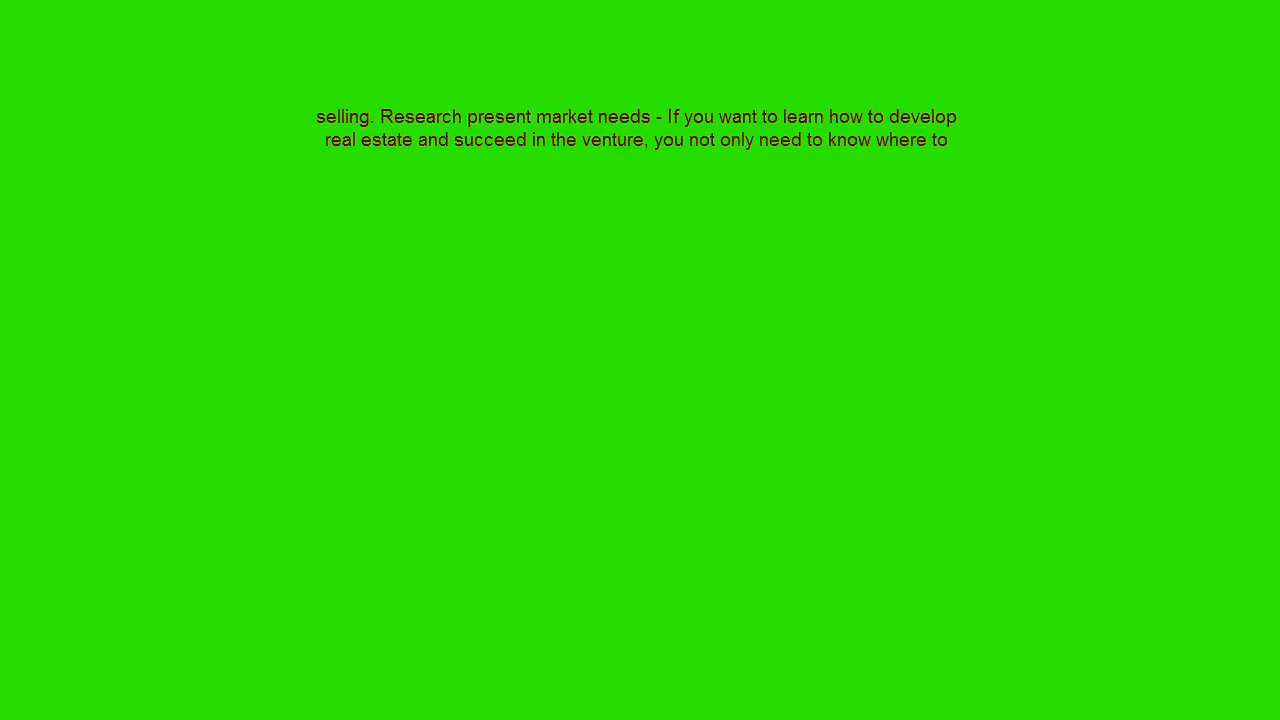 selling. Research present market needs - If you want to learn how to develop
real estate and succeed in the venture, you not only need to know where to